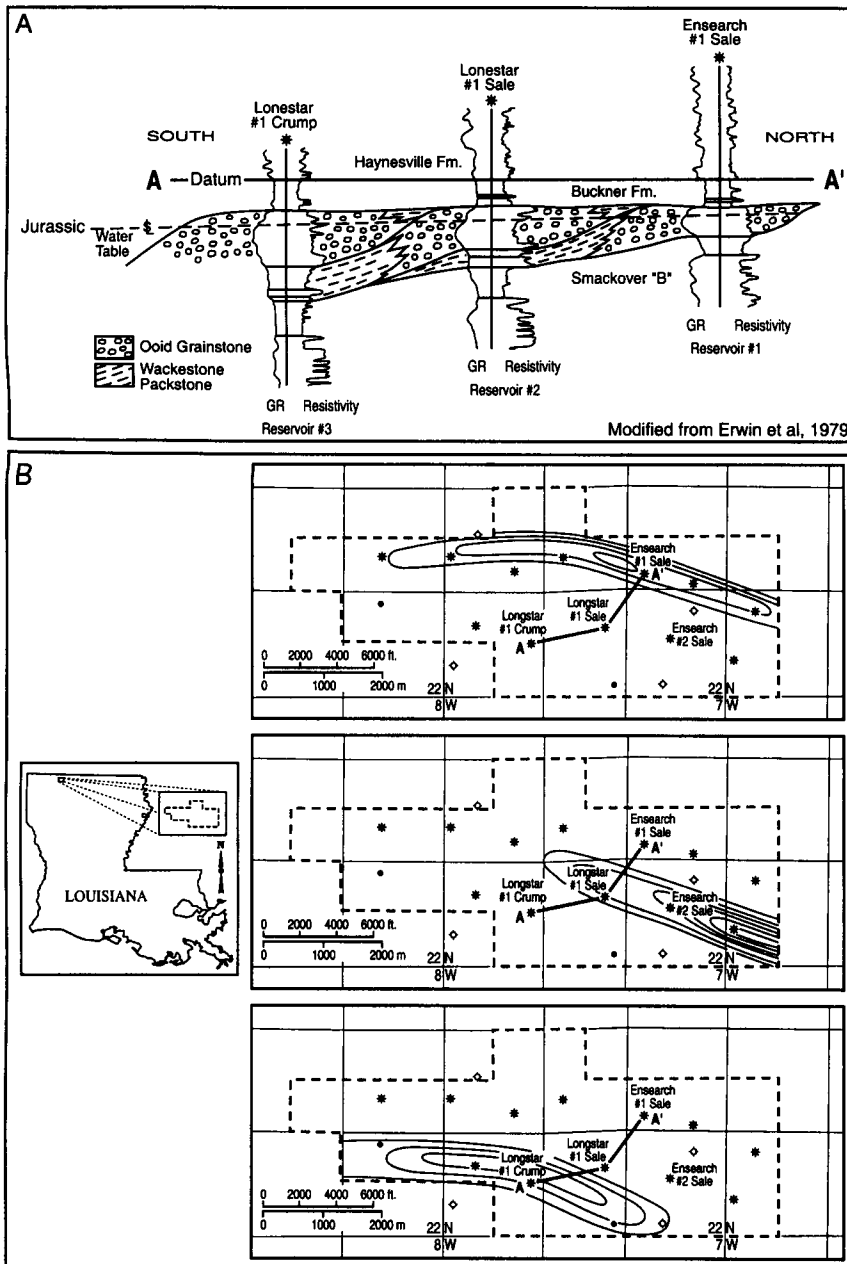 A
Ensearch
#1 Sale
Lonestar
#1 Sale
Lonestar
#1 Crump
SOUTH
NORTH
Haynesville Fm.
A
Datum
A'
Buckner Fm.
Jurassic
Water
Table
Smackover "B"
Ooid Grainstone
Wackestone
Packstone
GR Resistivity
Reservoir #1
GR Resistivity
Reservoir #2
GR Resistivity
Reservoir #3
Modified from Erwin et al, 1979
B
Ensearch
#1 Sale
A'
Longstar
#1 Sale
Longstar
#1 Crump
A
Ensearch
#2 Sale
0 2000 4000 6000 ft.
0 1000 2000 m
22 N
8 W
22 N
7 W
Ensearch
#1 Sale
A'
Longstar
#1 Sale
Longstar
#1 Crump
A
Ensearch
#2 Sale
0 2000 4000 6000 ft.
0 1000 2000 m
22 N
8 W
22 N
7 W
N
LOUISIANA
Ensearch
#1 Sale
A'
Longstar
#1 Sale
Longstar
#1 Crump
A
Ensearch
#2 Sale
0 2000 4000 6000 ft.
0 1000 2000 m
22 N
8 W
22 N
7 W